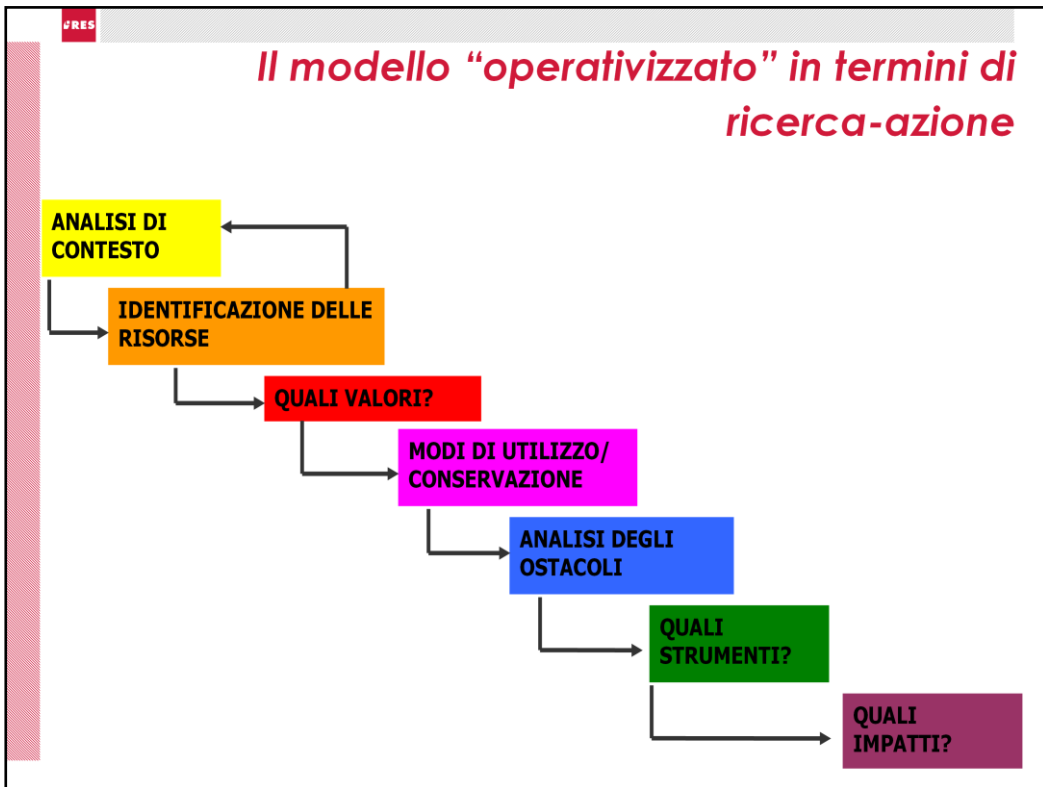 IRES
Il modello “operativizzato” in termini di
ricerca-azione
ANALISI DI
CONTESTO
IDENTIFICAZIONE DELLE
RISORSE
QUALI VALORI?
MODI DI UTILIZZO/
CONSERVAZIONE
ANALISI DEGLI
OSTACOLI
QUALI
STRUMENTI?
QUALI
IMPATTI?